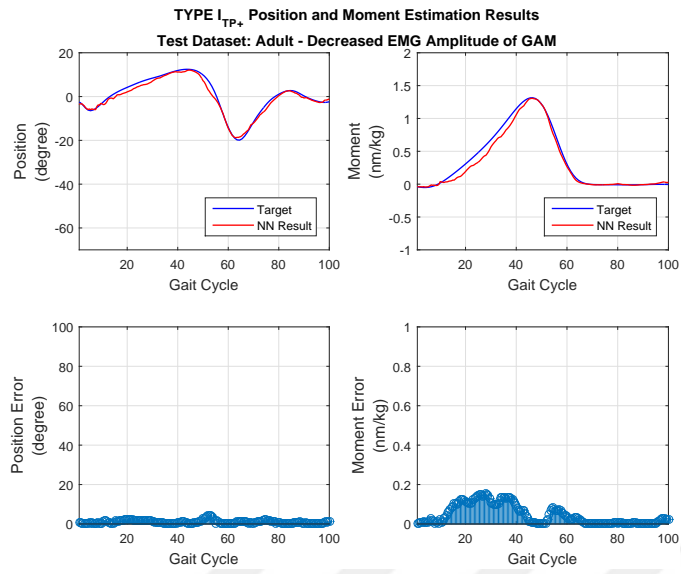 TYPE I_TP+ Position and Moment Estimation Results
Test Dataset: Adult - Decreased EMG Amplitude of GAM
20
0
-20
-40
-60
Position
(degree)
Target
NN Result
20 40 60 80 100
Gait Cycle
2
1.5
1
0.5
0
-0.5
-1
Moment
(nm/kg)
Target
NN Result
20 40 60 80 100
Gait Cycle
100
80
60
40
20
0
Position Error
(degree)
20 40 60 80 100
Gait Cycle
1
0.8
0.6
0.4
0.2
0
Moment Error
(nm/kg)
20 40 60 80 100
Gait Cycle